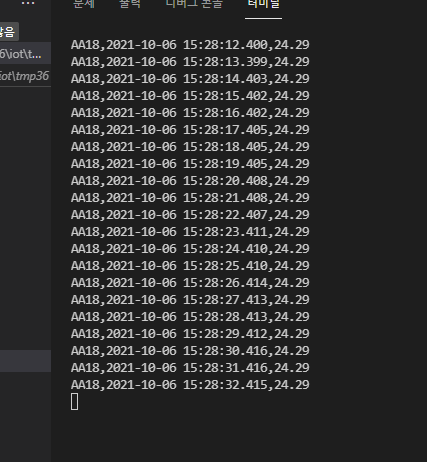 ··· 문제 출력 디버그 콘솔 터미널
않음
6\iot\t...
iot\tmp36
AA18,2021-10-06 15:28:12.400,24.29
AA18,2021-10-06 15:28:13.399,24.29
AA18,2021-10-06 15:28:14.403,24.29
AA18,2021-10-06 15:28:15.402,24.29
AA18,2021-10-06 15:28:16.402,24.29
AA18,2021-10-06 15:28:17.405,24.29
AA18,2021-10-06 15:28:18.405,24.29
AA18,2021-10-06 15:28:19.405,24.29
AA18,2021-10-06 15:28:20.408,24.29
AA18,2021-10-06 15:28:21.408,24.29
AA18,2021-10-06 15:28:22.407,24.29
AA18,2021-10-06 15:28:23.411,24.29
AA18,2021-10-06 15:28:24.410,24.29
AA18,2021-10-06 15:28:25.410,24.29
AA18,2021-10-06 15:28:26.414,24.29
AA18,2021-10-06 15:28:27.413,24.29
AA18,2021-10-06 15:28:28.413,24.29
AA18,2021-10-06 15:28:29.412,24.29
AA18,2021-10-06 15:28:30.416,24.29
AA18,2021-10-06 15:28:31.416,24.29
AA18,2021-10-06 15:28:32.415,24.29